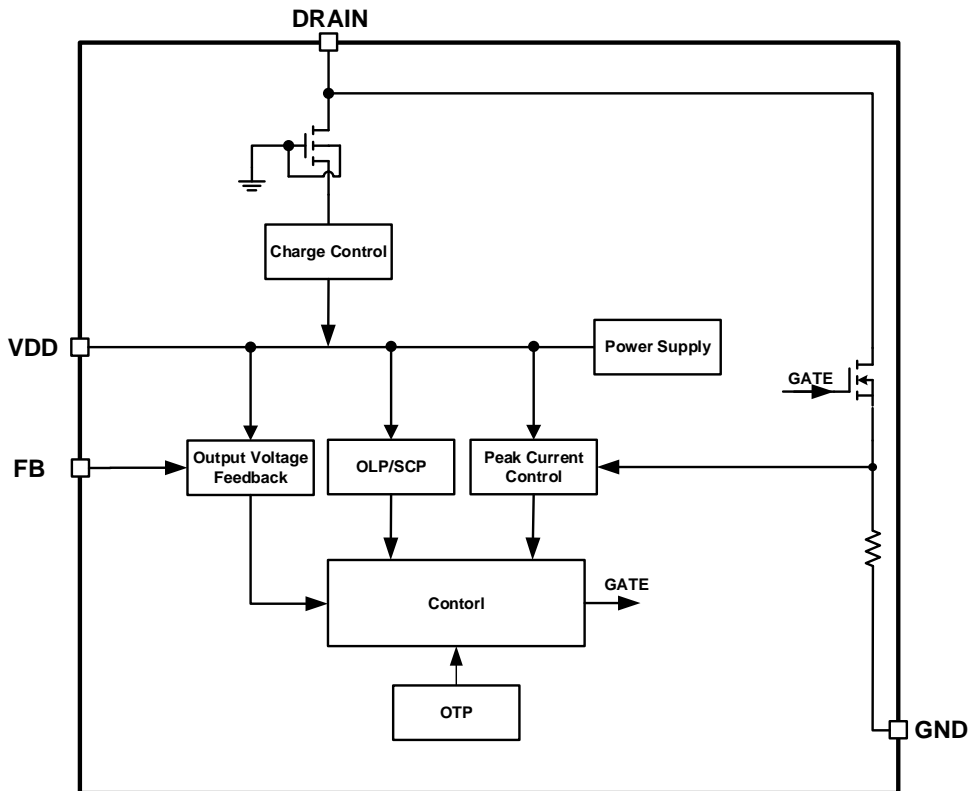 DRAIN
Charge Control
VDD
Power Supply
GATE
FB
Output Voltage
Feedback
OLP/SCP
Peak Current
Control
Contorl
GATE
OTP
GND